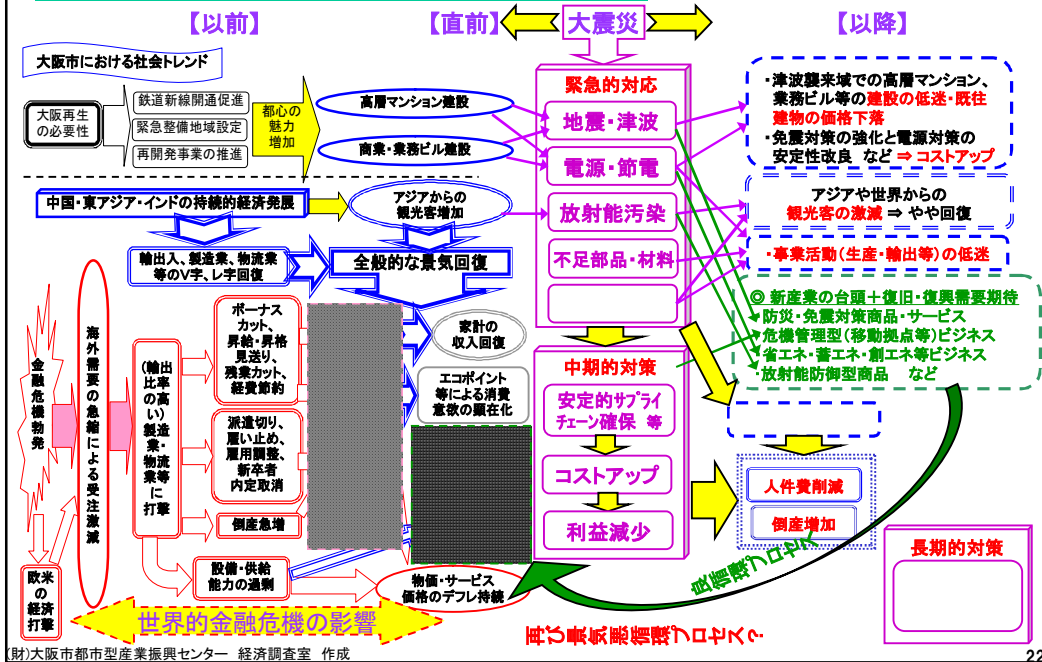 【以前】
【直前】
大震災
【以降】
大阪市における社会トレンド
大阪再生
の必要性
鉄道新線開通促進
緊急整備地域設定
再開発事業の推進
都心の
魅力
増加
高層マンション建設
商業・業務ビル建設
中国・東アジア・インドの持続的経済発展
アジアからの
観光客増加
輸出入、製造業、物流業
等のV字、レ字回復
全般的な景気回復
金融危機勃発
欧米
の
経済
打撃
海外需要の急縮による受注激減
(輸出
比率
の高
い)
製造
業・
物流
業等
に
打撃
ボーナス
カット、
昇給・昇格
見送り、
残業カット、
経費節約
派遣切り、
雇い止め、
雇用調整、
新卒者
内定取消
倒産急増
設備・供給
能力の過剰
家計の
収入回復
エコポイント
等による消費
意欲の顕在化
物価・サービス
価格のデフレ持続
世界的金融危機の影響
緊急的対応
地震・津波
電源・節電
放射能汚染
不足部品・材料
中期的対策
安定的サプライ
チェーン確保 等
コストアップ
利益減少
・津波襲来域での高層マンション、
業務ビル等の建設の低迷・既往
建物の価格下落
・免震対策の強化と電源対策の
安定性改良 など ⇒ コストアップ
アジアや世界からの
観光客の激減 ⇒ やや回復
・事業活動(生産・輸出等)の低迷
◎ 新産業の台頭+復旧・復興需要期待
・防災・免震対策商品・サービス
・危機管理型(移動拠点等)ビジネス
・省エネ・蓄エネ・創エネ等ビジネス
・放射能防御型商品 など
人件費削減
倒産増加
長期的対策
良循環プロセス
再び景気悪循環プロセス?
(財)大阪市都市型産業振興センター 経済調査室 作成
22